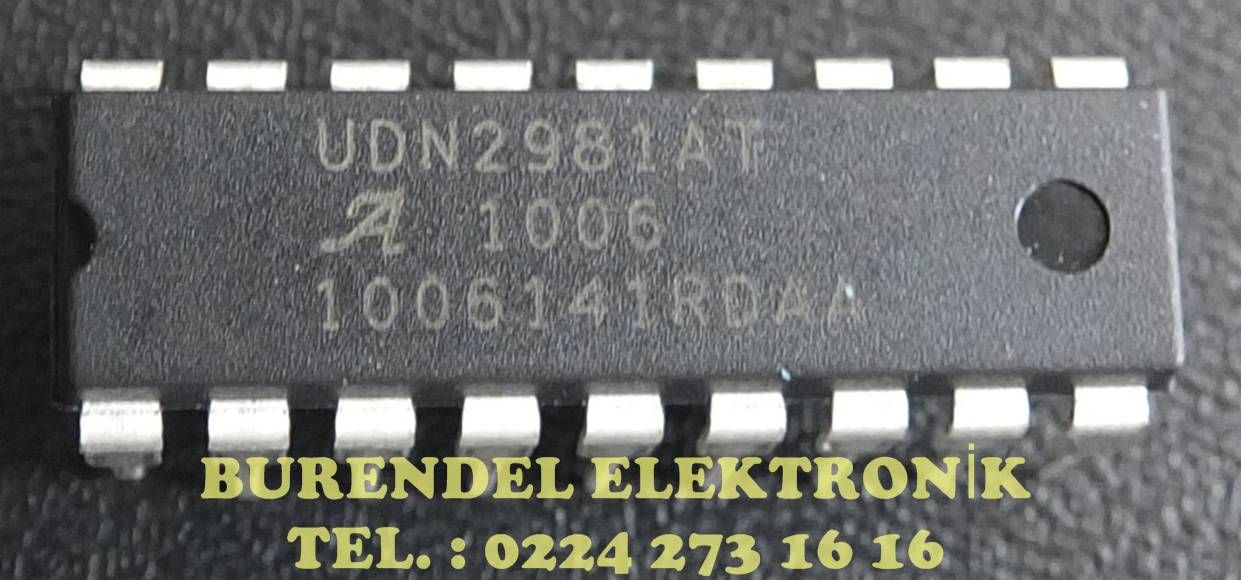 UDN2981AT
A 1006
1006141RDAA
BURENDEL ELEKTRONİK
TEL. : 0224 273 16 16